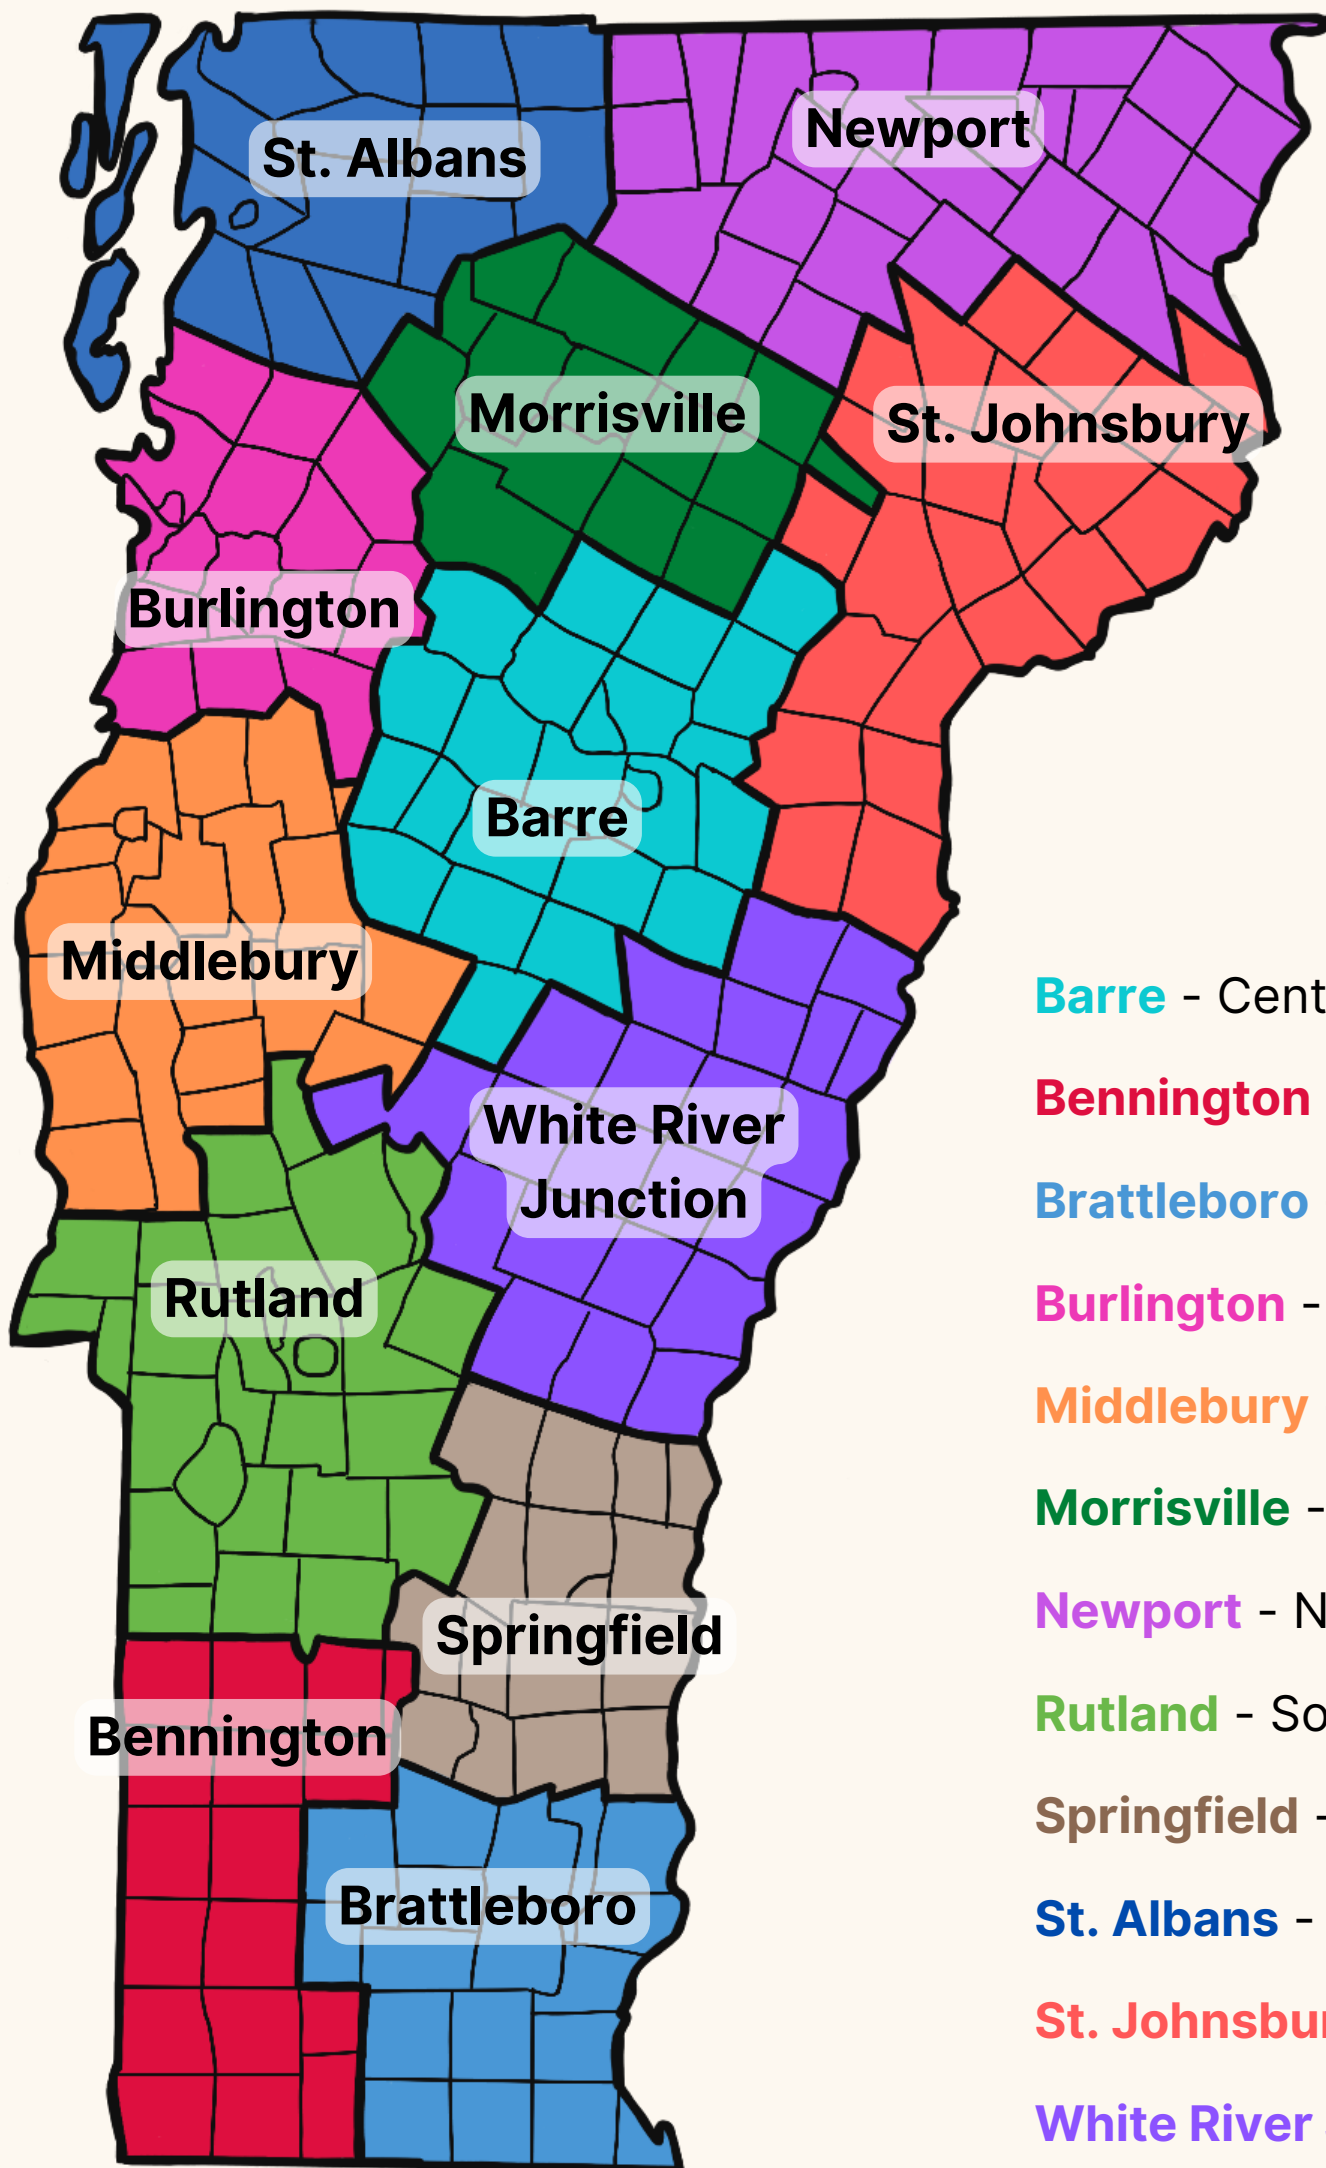 St. Albans
Newport
Morrisville
St. Johnsbury
Burlington
Barre
Middlebury
White River
Junction
Rutland
Springfield
Bennington
Brattleboro
Barre - Cent
Bennington
Brattleboro
Burlington -
Middlebury
Morrisville -
Newport - N
Rutland - So
Springfield -
St. Albans -
St. Johnsbu
White River